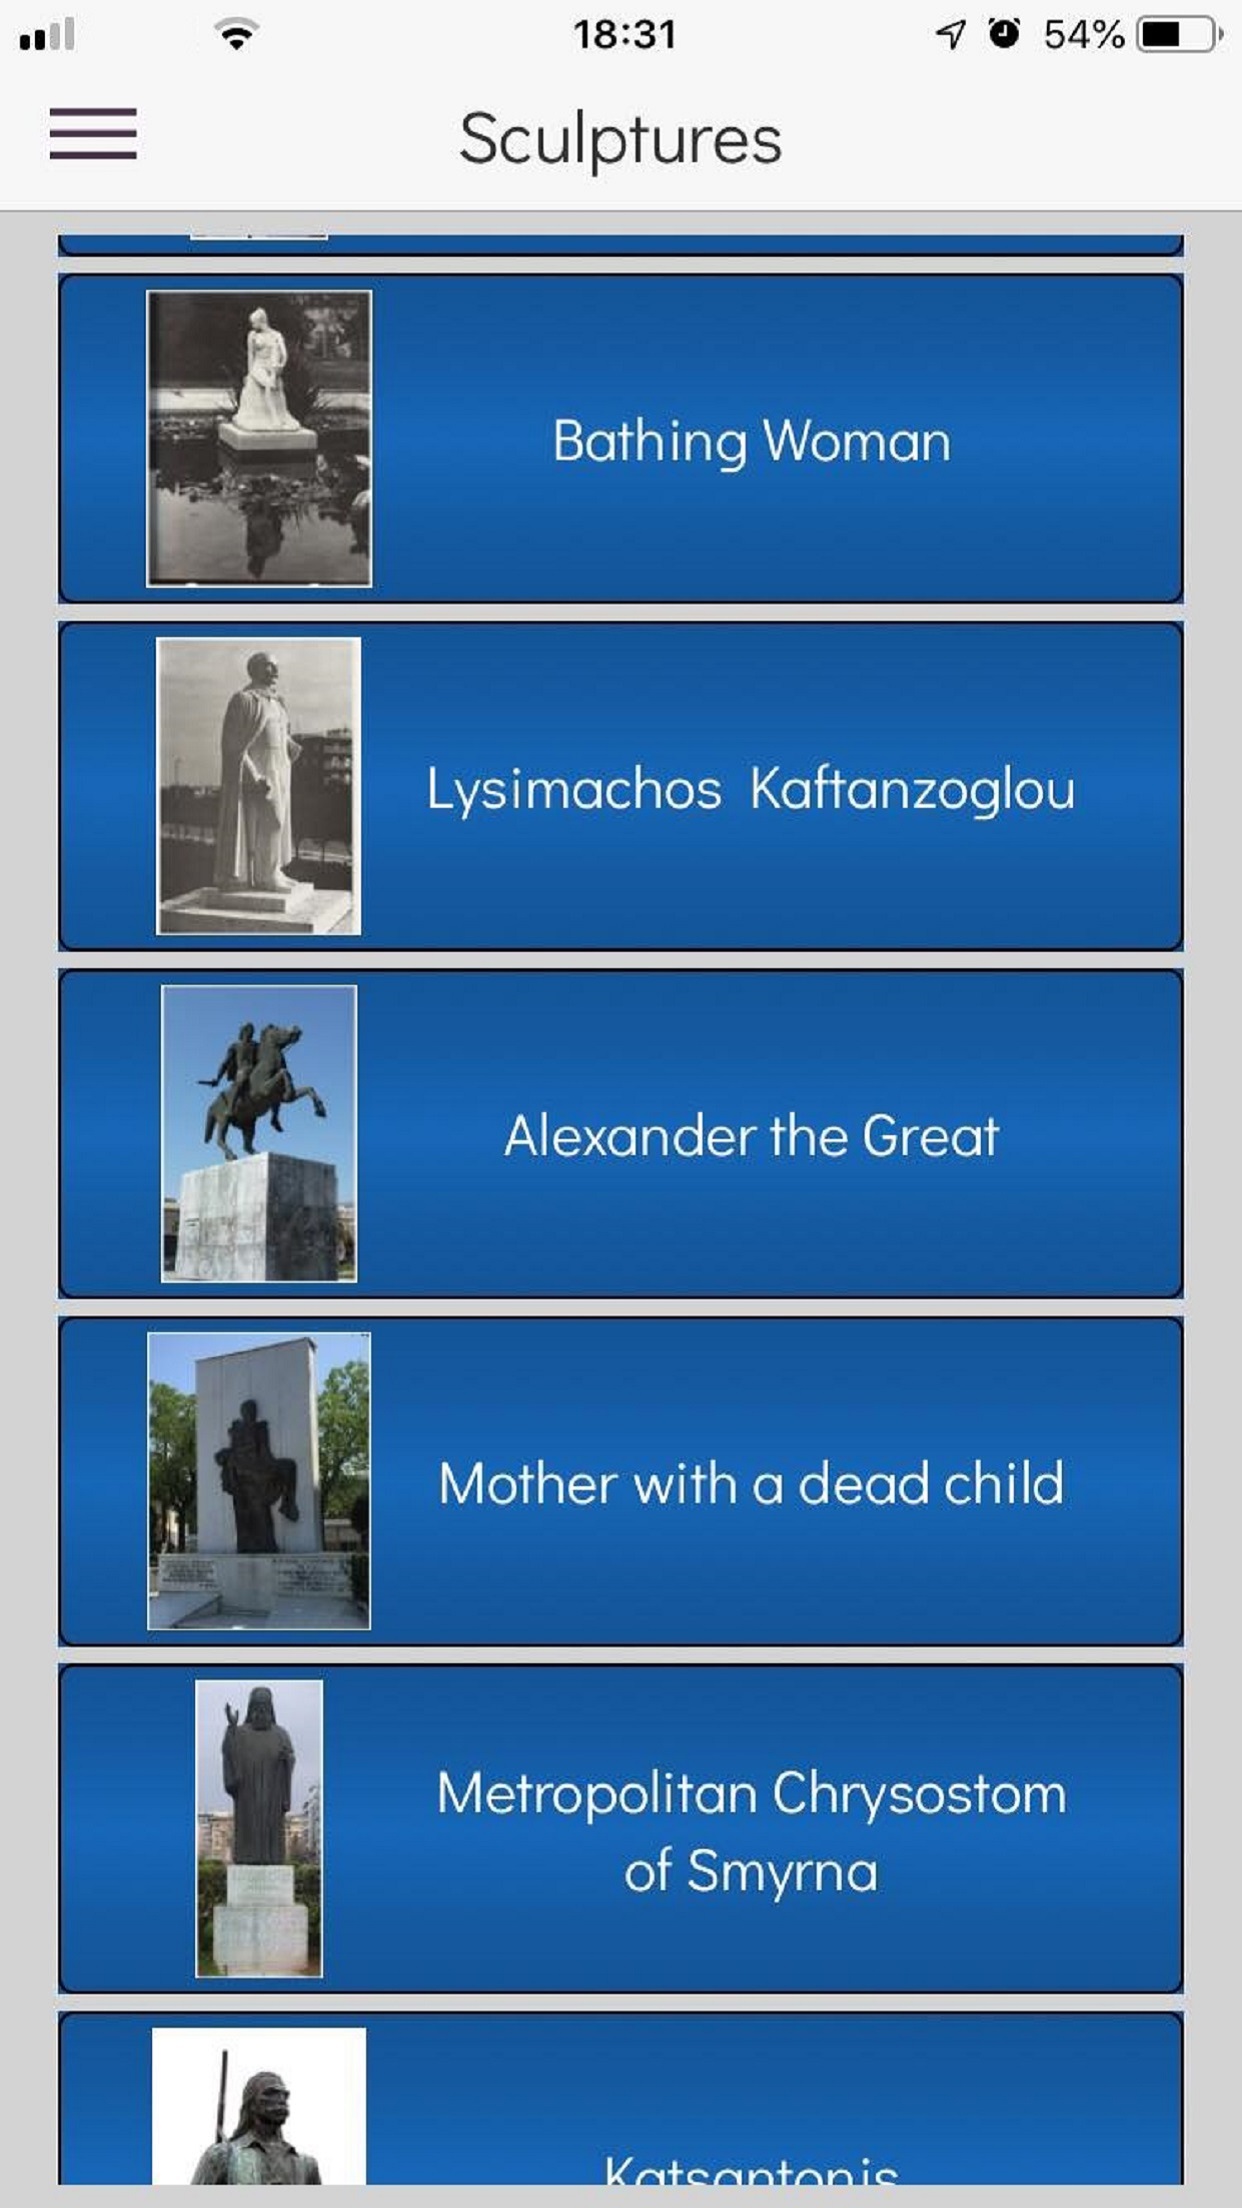 18:31
54%
Sculptures
Bathing Woman
Lysimachos Kaftanzoglou
Alexander the Great
Mother with a dead child
Metropolitan Chrysostom
of Smyrna
Katsantonis